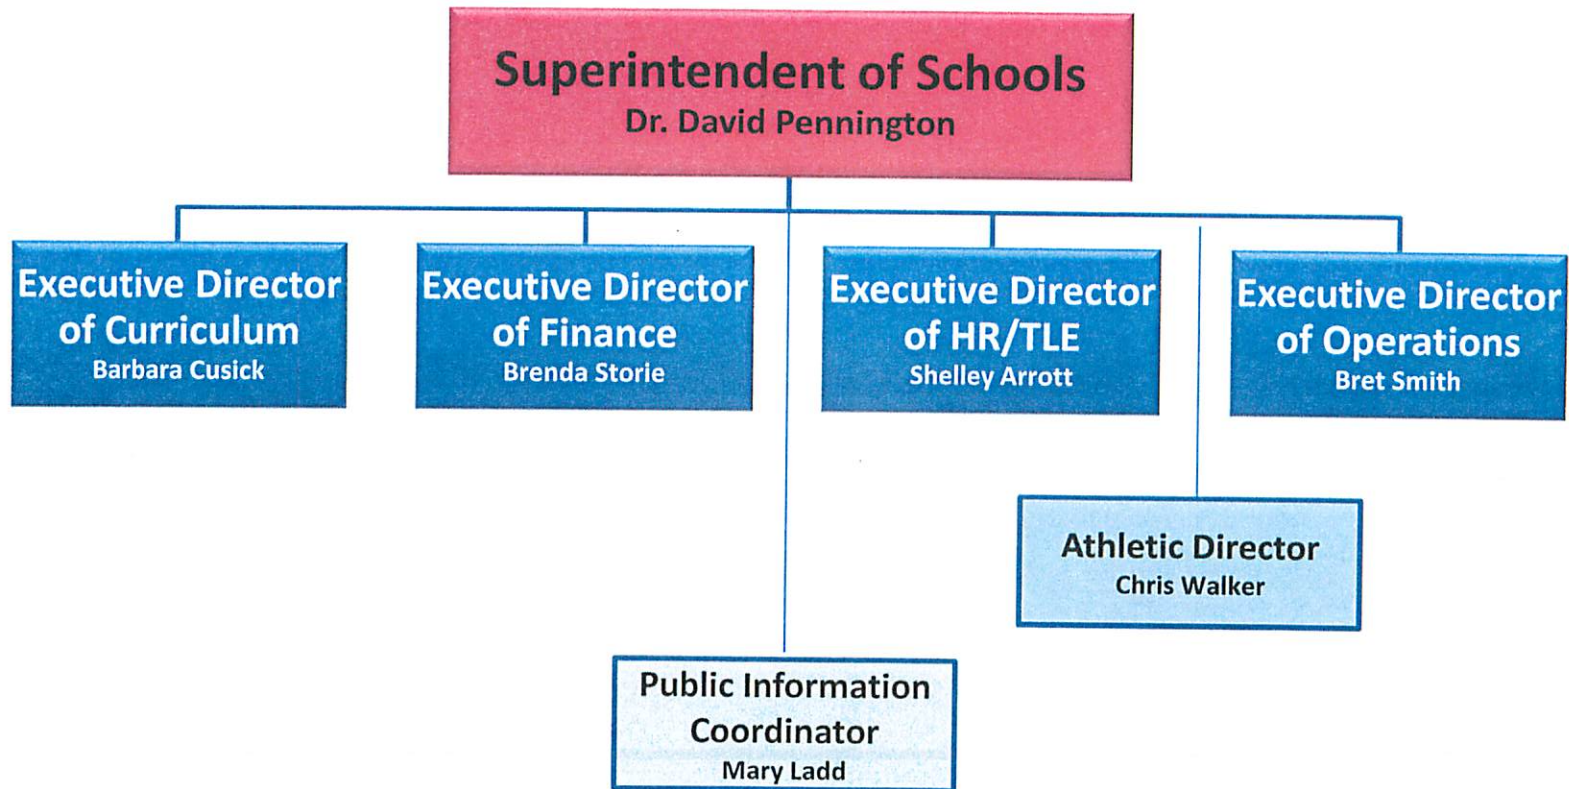 Superintendent of Schools
Dr. David Pennington
Executive Director
of Curriculum
Barbara Cusick
Executive Director
of Finance
Brenda Storie
Executive Director
of HR/TLE
Shelley Arrott
Executive Director
of Operations
Bret Smith
Athletic Director
Chris Walker
Public Information
Coordinator
Mary Ladd